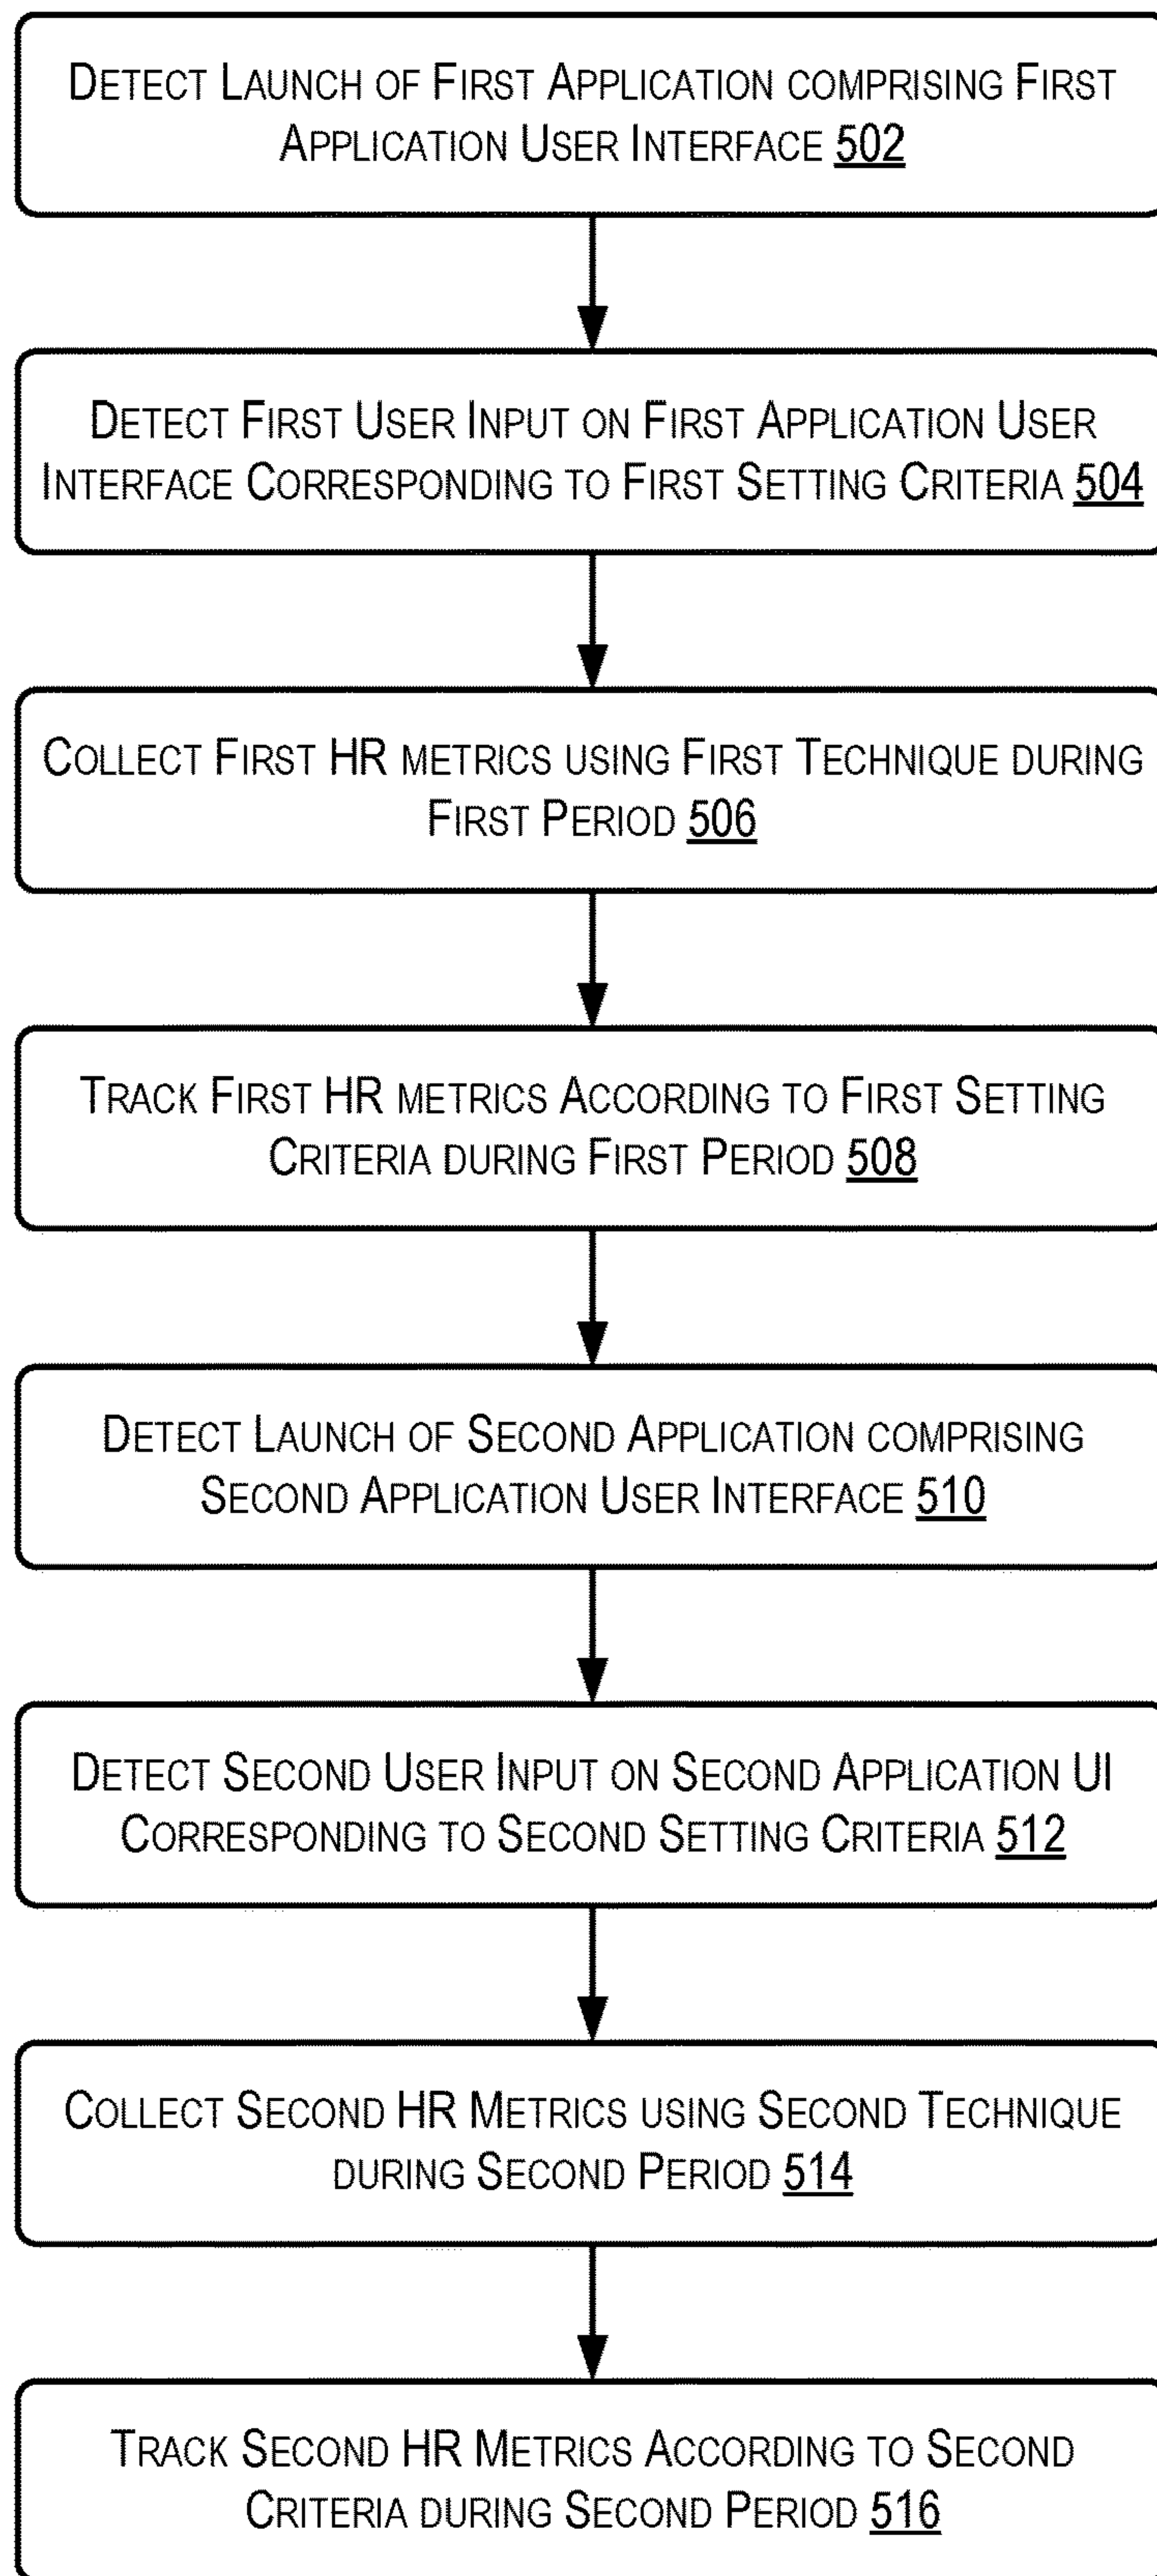 Detect Launch of First Application comprising First
Application User Interface 502
Detect First User Input on First Application User
Interface Corresponding to First Setting Criteria 504
Collect First HR metrics using First Technique during
First Period 506
Track First HR metrics According to First Setting
Criteria during First Period 508
Detect Launch of Second Application comprising
Second Application User Interface 510
Detect Second User Input on Second Application UI
Corresponding to Second Setting Criteria 512
Collect Second HR Metrics using Second Technique
during Second Period 514
Track Second HR Metrics According to Second
Criteria during Second Period 516